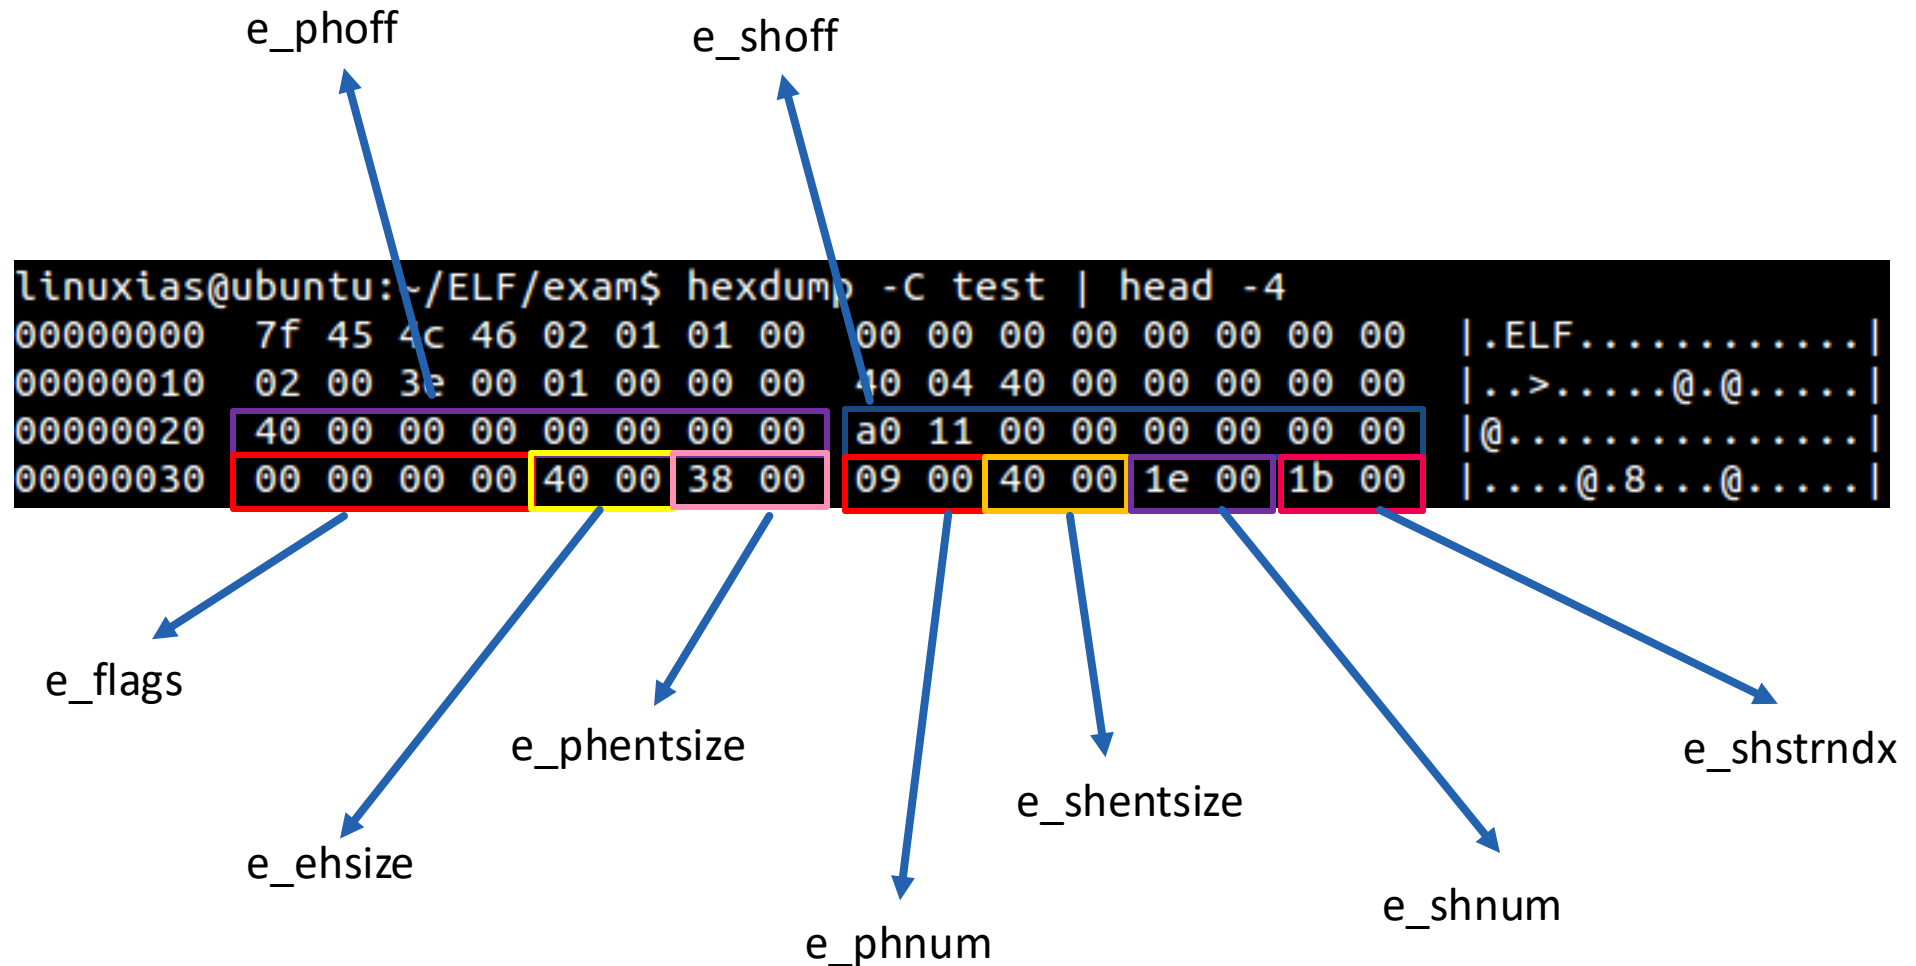 e_phoff
e_shoff
linuxias@ubuntu:~/ELF/exam$ hexdump -C test | head -4
00000000  7f 45 4c 46 02 01 01 00  00 00 00 00 00 00 00 00  |.ELF............|
00000010  02 00 3e 00 01 00 00 00  40 04 40 00 00 00 00 00  |..>.....@.@.....|
00000020  40 00 00 00 00 00 00 00  a0 11 00 00 00 00 00 00  |@...............|
00000030  00 00 00 00 40 00 38 00  09 00 40 00 1e 00 1b 00  |....@.8...@.....|
e_flags
e_phentsize
e_shstrndx
e_shentsize
e_ehsize
e_shnum
e_phnum